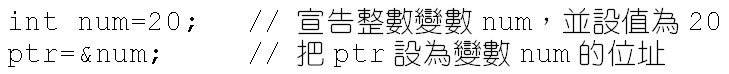 int num=20;   // 宣告整數變數 num，並設值為 20
ptr=&num;     // 把 ptr 設為變數 num 的位址